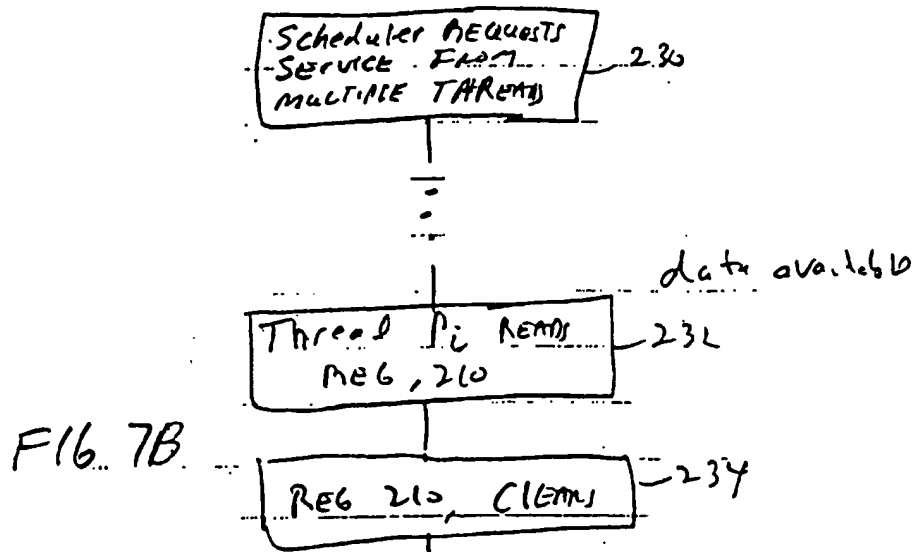 Scheduler REQUESTS
SERVICE FROM
MULTIPLE THREADS
230
data available
Thread Pi READS
REG, 210
232
FIG. 7B
REG 210, CLEARS
234